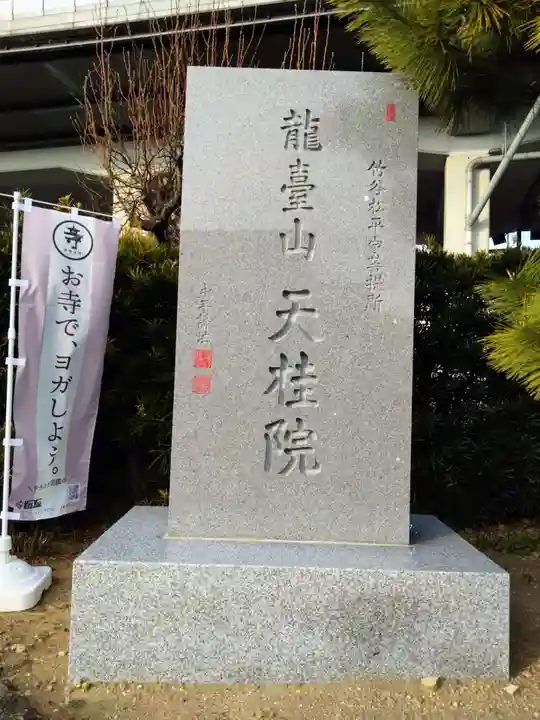 竹谷松平家菩提所
龍臺山 天桂院
寺
お寺で、ヨガしよう。